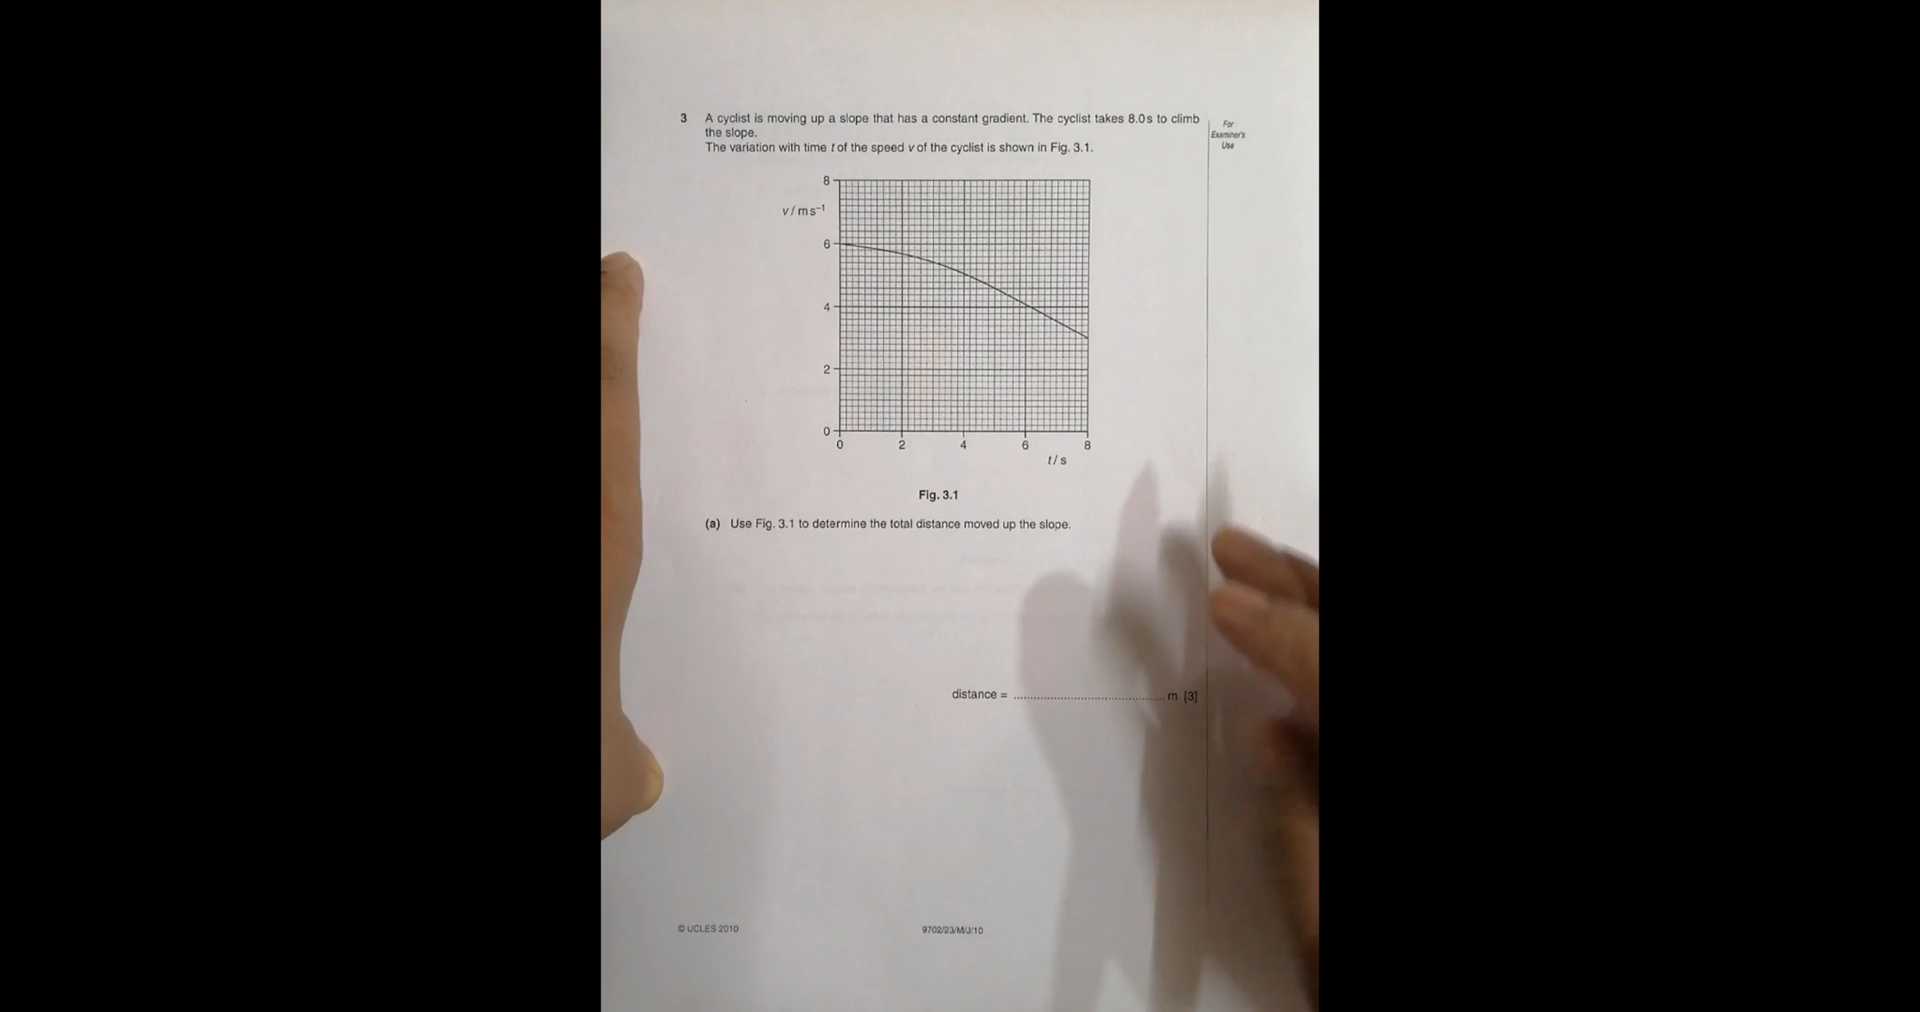 3 A cyclist is moving up a slope that has a constant gradient. The cyclist takes 8.0 s to climb
the slope.
The variation with time t of the speed v of the cyclist is shown in Fig. 3.1.
For
Examiner's
Use
8
v / m s⁻¹
6
4
2
0
0 2 4 6 8
t / s
Fig. 3.1
(a) Use Fig. 3.1 to determine the total distance moved up the slope.
distance = ........................................ m [3]
© UCLES 2010
9702/23/M/J/10